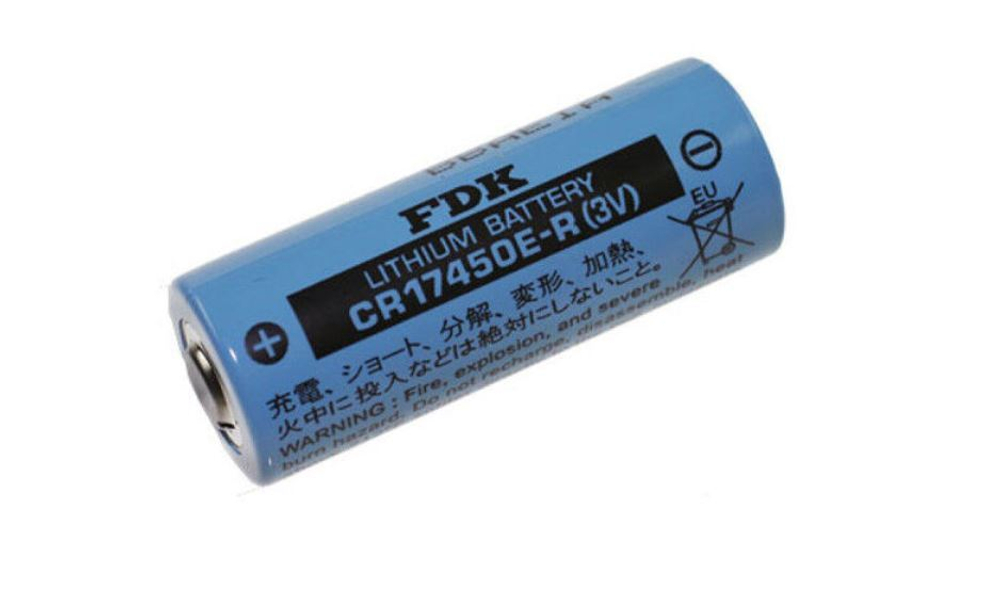 FDK
LITHIUM BATTERY
CR17450E-R(3V)
+
−
EU
充電、ショート、分解、変形、加熱、
火中に投入などは絶対にしないこと。
WARNING : Fire, explosion, and severe
burn hazard. Do not recharge, disassemble, heat